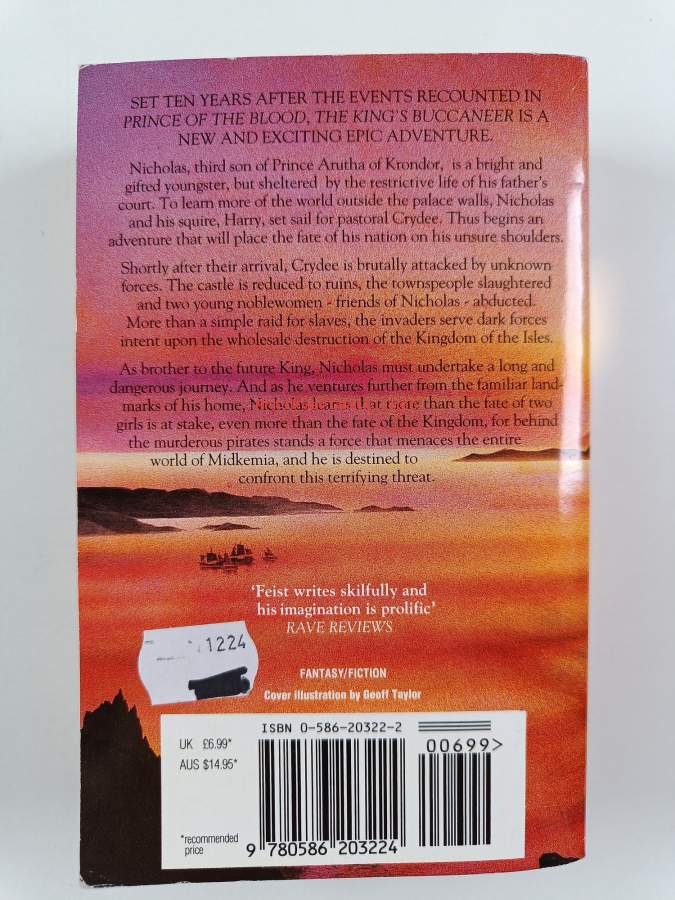 SET TEN YEARS AFTER THE EVENTS RECOUNTED IN
PRINCE OF THE BLOOD, THE KING'S BUCCANEER IS A
NEW AND EXCITING EPIC ADVENTURE.
Nicholas, third son of Prince Arutha of Krondor, is a bright and
gifted youngster, but sheltered by the restrictive life of his father's
court. To learn more of the world outside the palace walls, Nicholas
and his squire, Harry, set sail for pastoral Crydee. Thus begins an
adventure that will place the fate of his nation on his unsure shoulders.
Shortly after their arrival, Crydee is brutally attacked by unknown
forces. The castle is reduced to ruins, the townspeople slaughtered
and two young noblewomen - friends of Nicholas - abducted.
More than a simple raid for slaves, the invaders serve dark forces
intent upon the wholesale destruction of the Kingdom of the Isles.
As brother to the future King, Nicholas must undertake a long and
dangerous journey. And as he ventures further from the familiar land-
marks of his home, Nicholas learns that more than the fate of two
girls is at stake, even more than the fate of the Kingdom, for behind
the murderous pirates stands a force that menaces the entire
world of Midkemia, and he is destined to
confront this terrifying threat.
'Feist writes skilfully and
his imagination is prolific'
RAVE REVIEWS
1224
FANTASY/FICTION
Cover illustration by Geoff Taylor
ISBN 0-586-20322-2
UK £6.99*
AUS $14.95*
00699>
*recommended
price
9 780586 203224